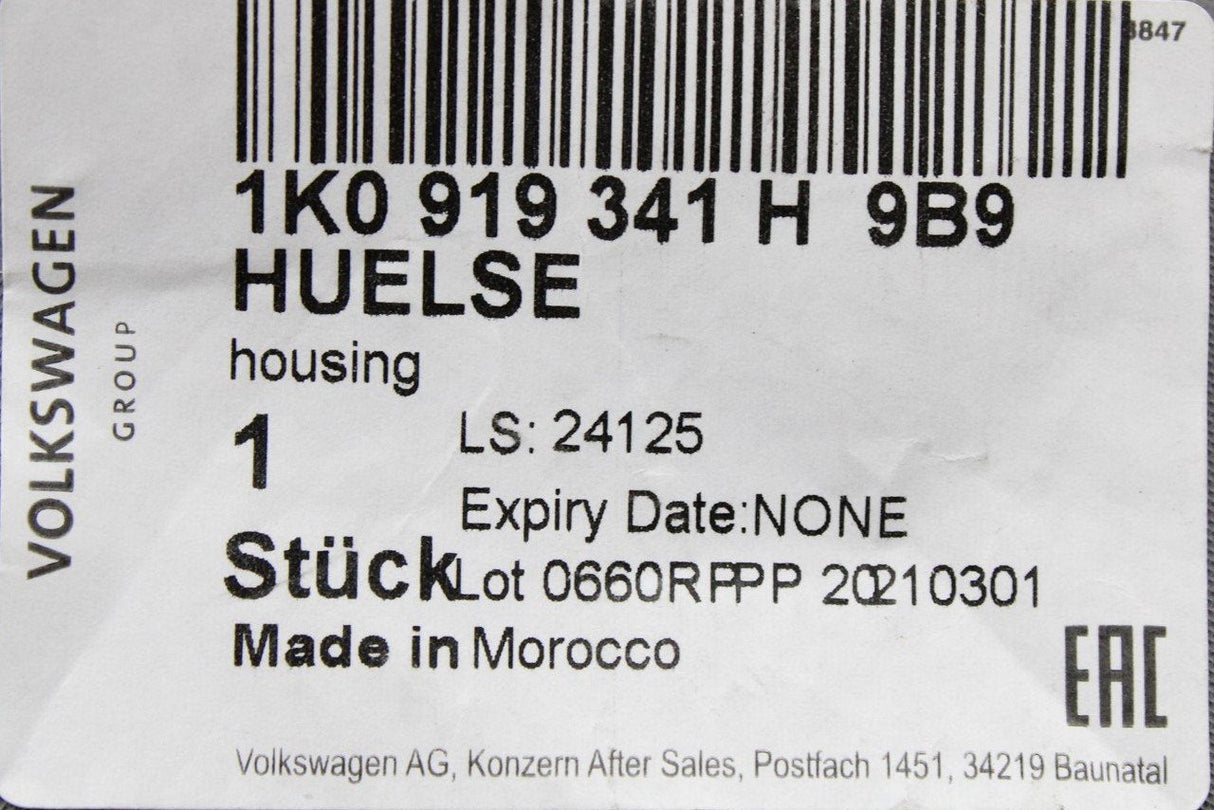 8847
1K0 919 341 H 9B9
HUELSE
housing
1
LS: 24125
Expiry Date:NONE
Stück
Lot 0660RPPP 20210301
Made in Morocco
EAC
Volkswagen AG, Konzern After Sales, Postfach 1451, 34219 Baunatal
VOLKSWAGEN
GROUP